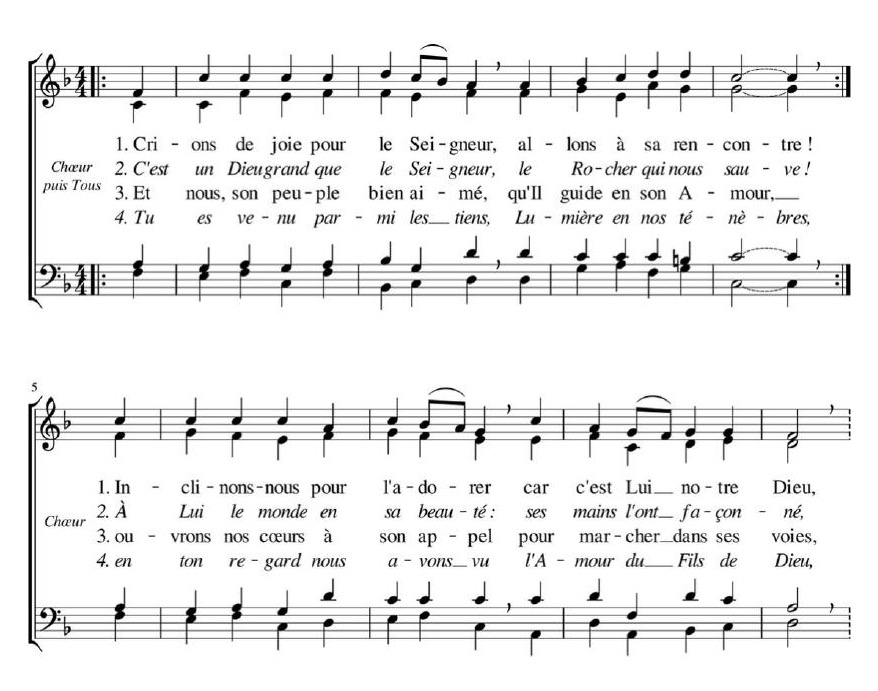 1. Cri - ons de joie pour le Sei - gneur, al - lons à sa ren - con - tre !
Chœur puis Tous
2. C'est un Dieu grand que le Sei - gneur, le Ro - cher qui nous sau - ve !
3. Et nous, son peu - ple bien ai - mé, qu'Il guide en son A - mour,
4. Tu es ve - nu par - mi les tiens, Lu - mière en nos té - nè - bres,
5
1. In - cli - nons - nous pour l'a - do - rer car c'est Lui no - tre Dieu,
Chœur
2. À Lui le monde en sa beau - té : ses mains l'ont fa - çon - né,
3. ou - vrons nos cœurs à son ap - pel pour mar - cher dans ses voies,
4. en ton re - gard nous a - vons vu l'A - mour du Fils de Dieu,